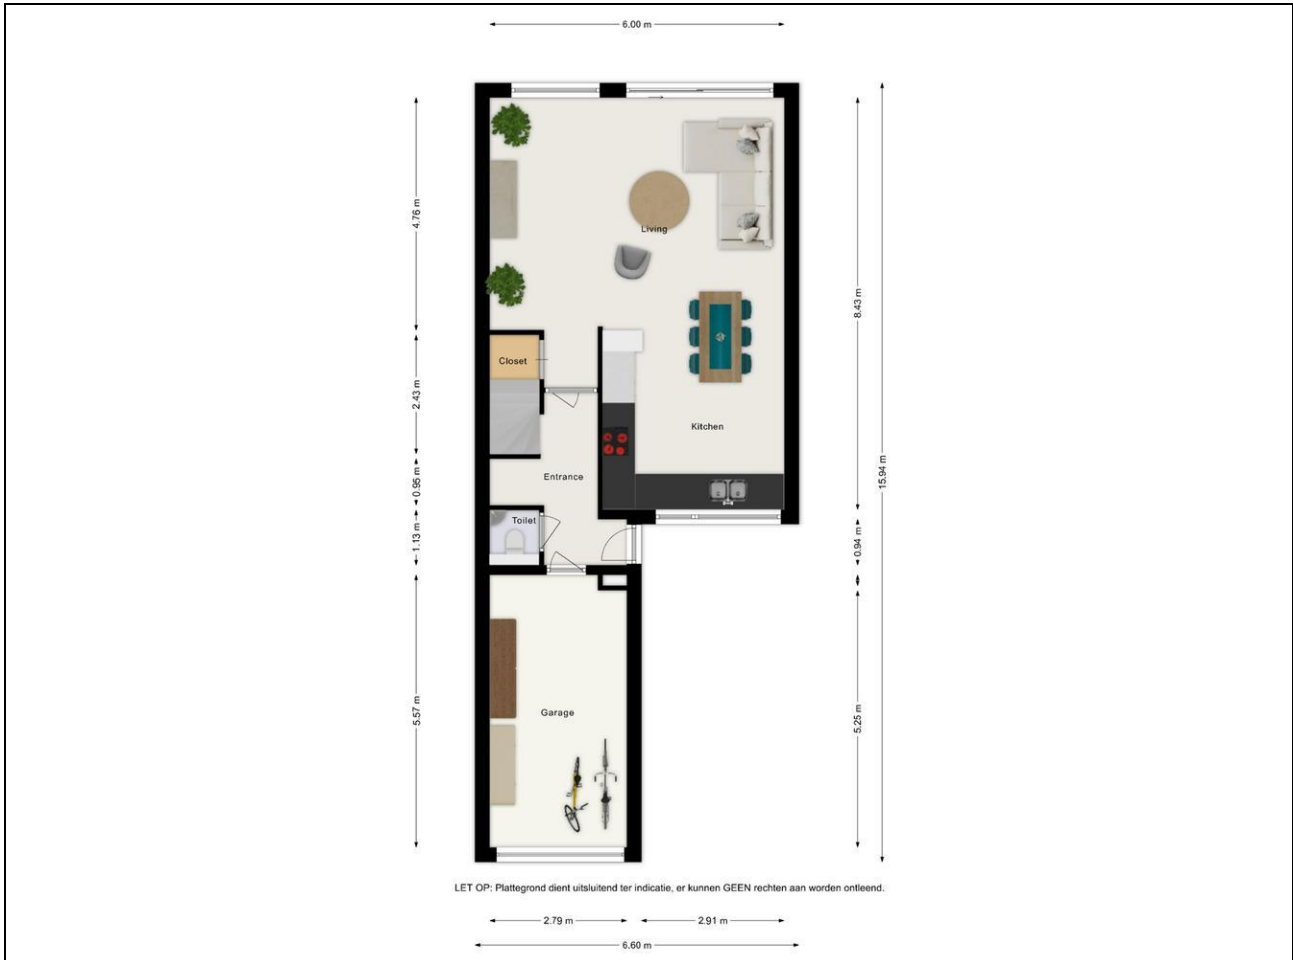 6.00 m
4.76 m
Living
8.43 m
Closet
2.43 m
Kitchen
Entrance
0.95 m
15.94 m
Toilet
1.13 m
0.94 m
Garage
5.57 m
5.25 m
LET OP: Plattegrond dient uitsluitend ter indicatie, er kunnen GEEN rechten aan worden ontleend.
2.79 m
2.91 m
6.60 m